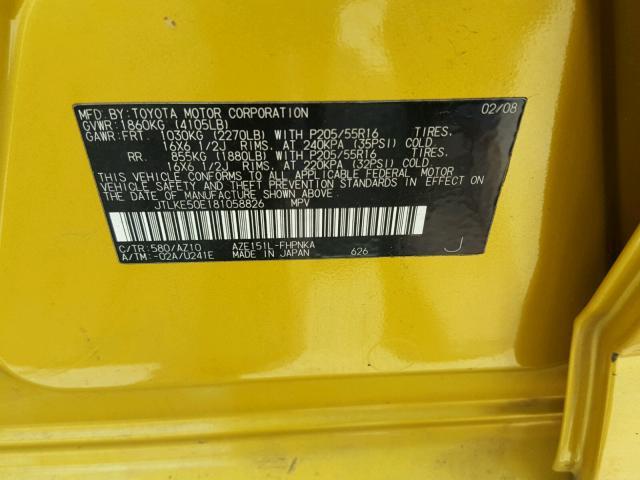 MFD. BY: TOYOTA MOTOR CORPORATION 02/08
GVWR: 1860KG (4105LB)
GAWR: FRT. 1030KG (2270LB) WITH P205/55R16 TIRES,
16X6 1/2J RIMS, AT 240KPA (35PSI) COLD
RR. 855KG (1880LB) WITH P205/55R16 TIRES,
16X6 1/2J RIMS, AT 220KPA (32PSI) COLD
THIS VEHICLE CONFORMS TO ALL APPLICABLE FEDERAL MOTOR
VEHICLE SAFETY AND THEFT PREVENTION STANDARDS IN EFFECT ON
THE DATE OF MANUFACTURE SHOWN ABOVE.
JTLKE50E181058826 MPV
C/TR: 580/AZ10 AZE151L-FHPNKA
A/TM: -02A/U241E MADE IN JAPAN 626 J